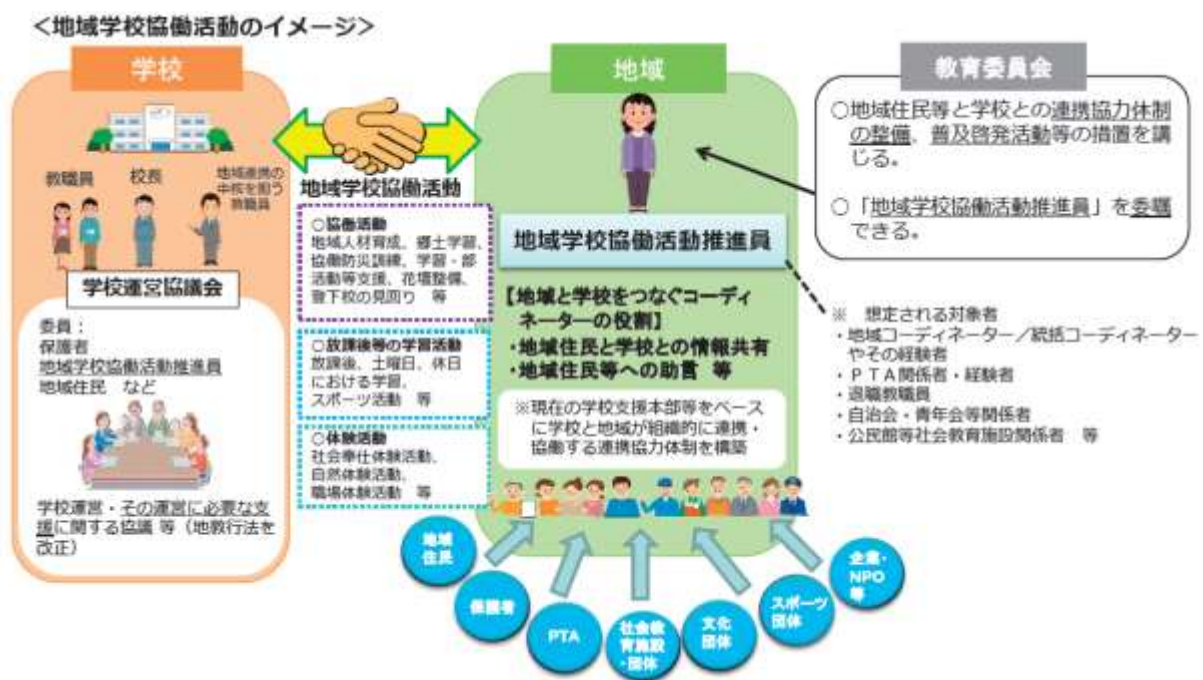 <地域学校協働活動のイメージ>
学校
教職員
校長
地域連携の
中核を担う
教職員
学校運営協議会
委員：
保護者
地域学校協働活動推進員
地域住民　など
学校運営・その運営に必要な支
援に関する協議 等（地教行法を
改正）
地域学校協働活動
○協働活動
地域人材育成、郷土学習、
協働防災訓練、学習・部
活動等支援、花壇整備、
登下校の見回り　等
○放課後等の学習活動
放課後、土曜日、休日
における学習、
スポーツ活動　等
○体験活動
社会奉仕体験活動、
自然体験活動、
職場体験活動　等
地域
地域学校協働活動推進員
【地域と学校をつなぐコーディ
ネーターの役割】
・地域住民と学校との情報共有
・地域住民等への助言 等
※現在の学校支援本部等をベース
に学校と地域が組織的に連携・
協働する連携協力体制を構築
地域
住民
保護者
PTA
社会教
育施設
・団体
文化
団体
スポーツ
団体
企業・
NPO
等
教育委員会
○地域住民等と学校との連携協力体制
の整備、普及啓発活動等の措置を講
じる。
○「地域学校協働活動推進員」を委嘱
できる。
※　想定される対象者
・地域コーディネーター／統括コーディネーター
やその経験者
・ＰＴＡ関係者・経験者
・退職教職員
・自治会・青年会等関係者
・公民館等社会教育施設関係者　等